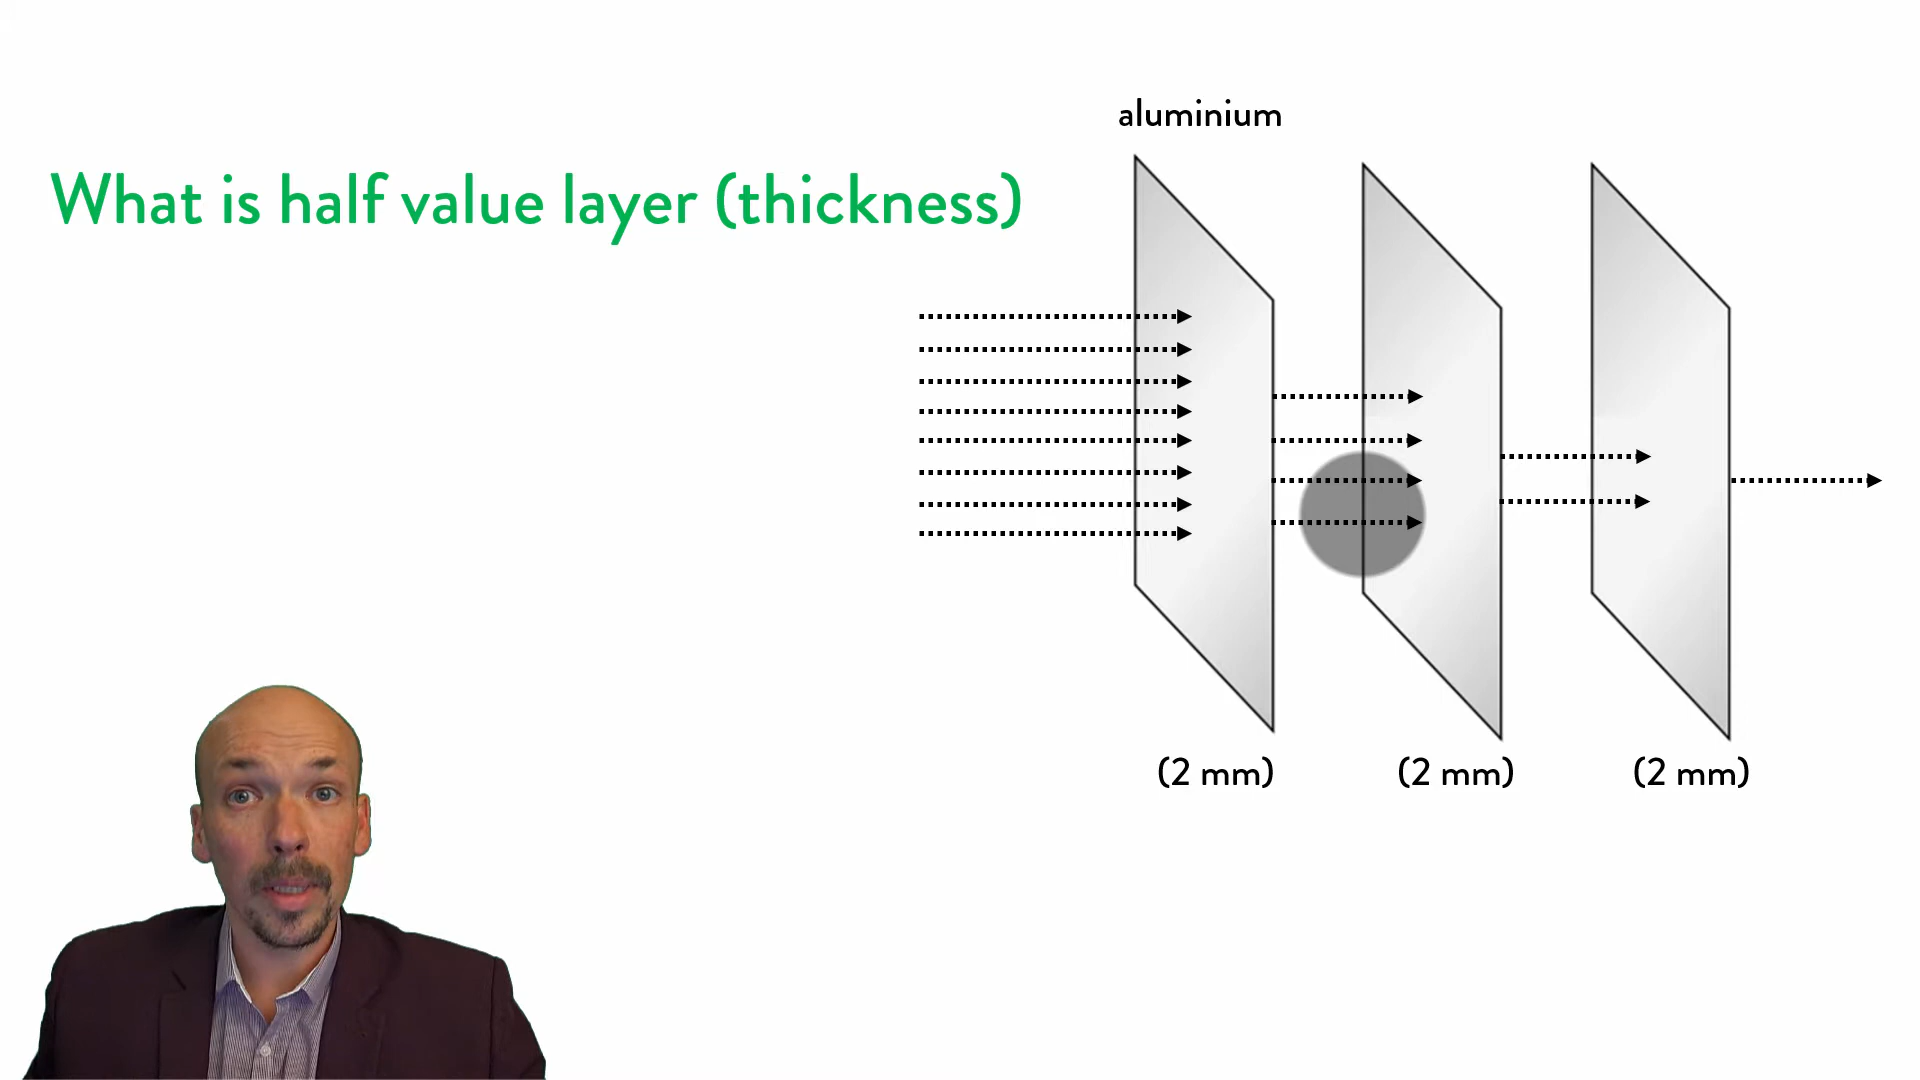 aluminium
What is half value layer (thickness)
(2 mm) (2 mm) (2 mm)